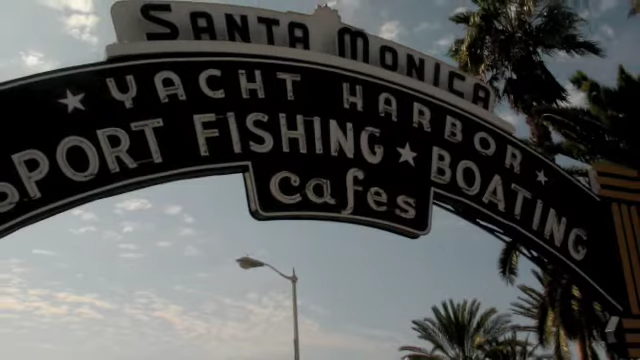 SANTA MONICA
YACHT HARBOR
SPORT FISHING ★ BOATING
cafes